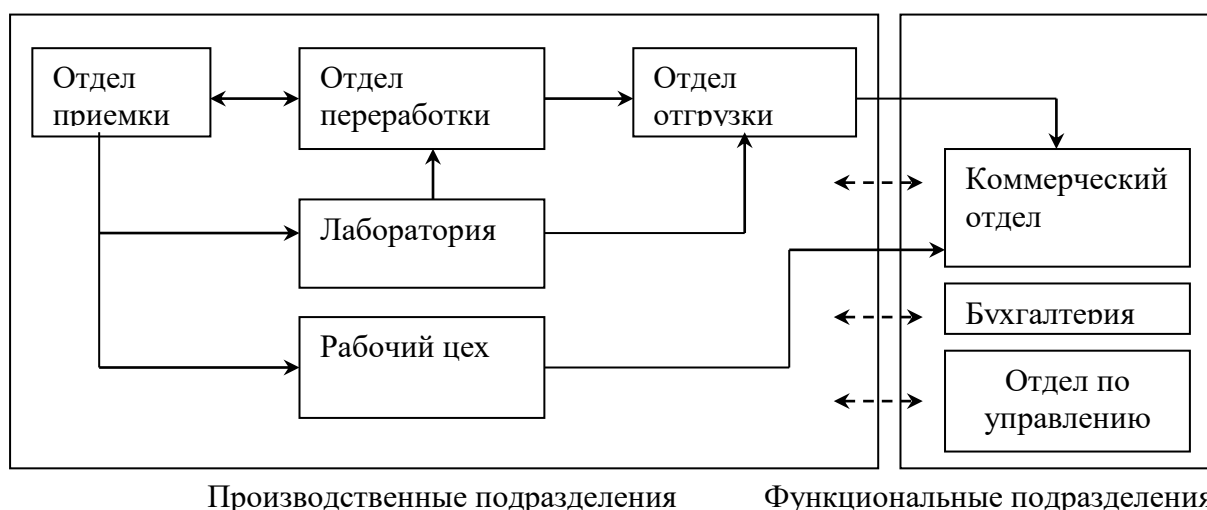 Отдел
приемки
Отдел
переработки
Отдел
отгрузки
Коммерческий
отдел
Лаборатория
Рабочий цех
Бухгалтерия
Отдел по
управлению
Производственные подразделения
Функциональные подразделения